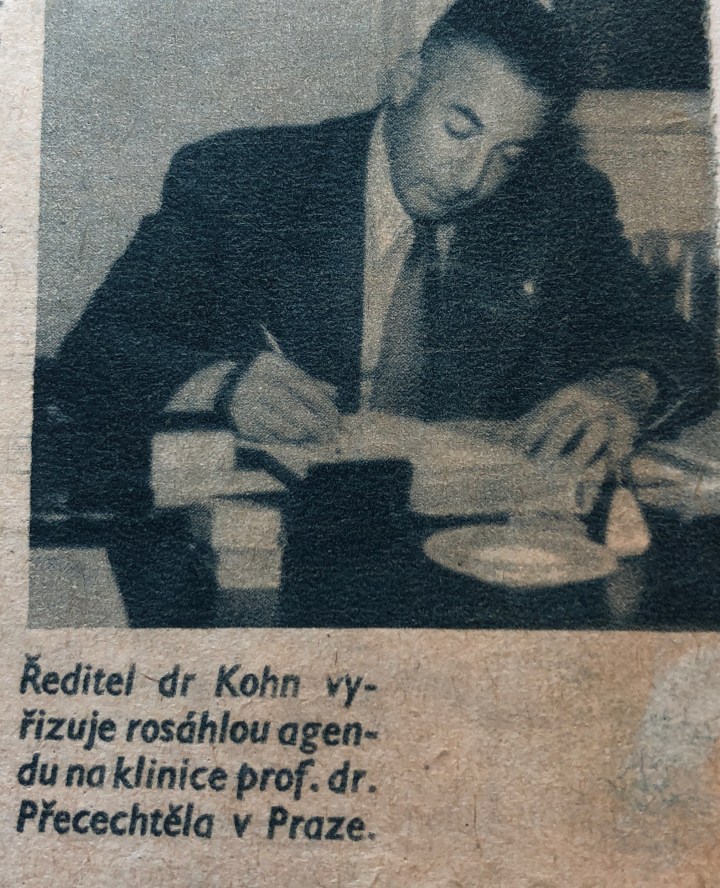 Ředitel dr Kohn vy-
řizuje rosáhlou agen-
du na klinice prof. dr.
Přecechtěla v Praze.